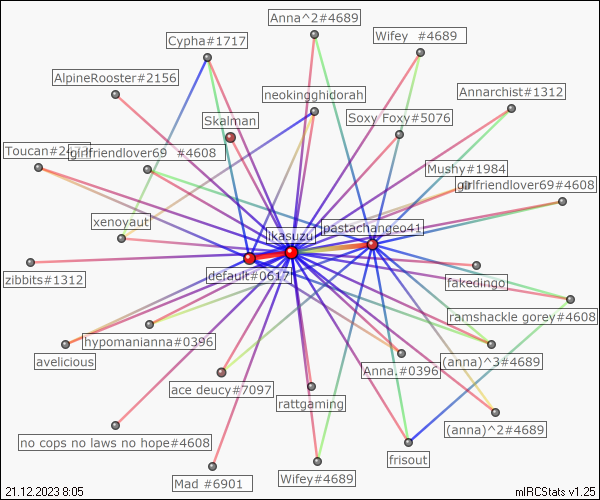 Anna^2#4689
Wifey #4689
Cypha#1717
AlpineRooster#2156
neokingghidorah
Annarchist#1312
Skalman
Soxy Foxy#5076
Toucan#2
girlfriendlover69 #4608
Mushy#1984
girlfriendlover69#4608
xenoyaut
ikasuzu
pastachangeo41
zibbits#1312
default#0617
fakedingo
ramshackle gorey#4608
avelicious
hypomanianna#0396
Anna.#0396
(anna)^3#4689
ace deucy#7097
rattgaming
no cops no laws no hope#4608
(anna)^2#4689
frisout
Mad #6901
Wifey#4689
21.12.2023 8:05
mIRCStats v1.25